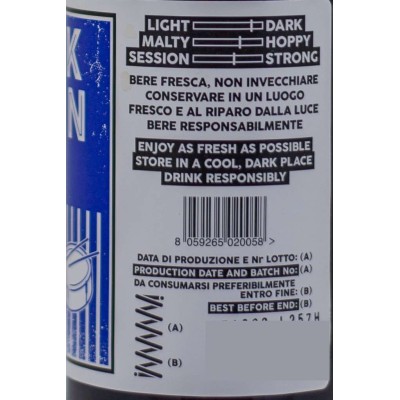 K
N
LIGHT DARK
MALTY HOPPY
SESSION STRONG
BERE FRESCA, NON INVECCHIARE
CONSERVARE IN UN LUOGO
FRESCO E AL RIPARO DALLA LUCE
BERE RESPONSABILMENTE
ENJOY AS FRESH AS POSSIBLE
STORE IN A COOL, DARK PLACE
DRINK RESPONSIBLY
8 059265 020058 >
DATA DI PRODUZIONE E Nr LOTTO: (A)
PRODUCTION DATE AND BATCH No: (A)
DA CONSUMARSI PREFERIBILMENTE
ENTRO FINE: (B)
BEST BEFORE END: (B)
(A)
(B)
357H